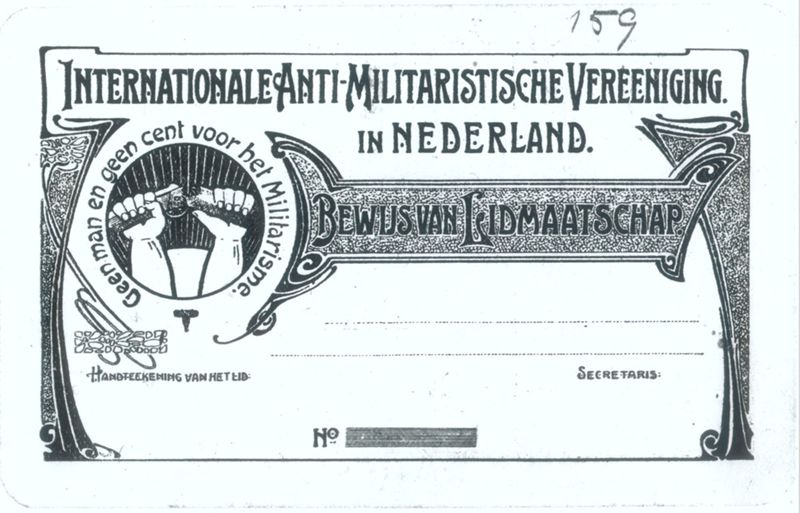 159
INTERNATIONALE ANTI-MILITARISTISCHE VEREENIGING.
IN NEDERLAND.
Geen man en geen cent voor het Militarisme.
BEWIJS VAN LIDMAATSCHAP.
HANDTEEKENING VAN HET LID:
SECRETARIS:
No